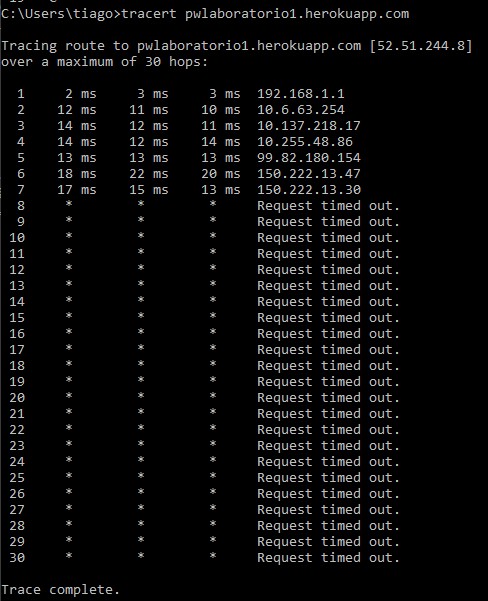 C:\Users\tiago>tracert pwlaboratorio1.herokuapp.com
Tracing route to pwlaboratorio1.herokuapp.com [52.51.244.8]
over a maximum of 30 hops:
1 2 ms 3 ms 3 ms 192.168.1.1
2 12 ms 11 ms 10 ms 10.6.63.254
3 14 ms 12 ms 11 ms 10.137.218.17
4 14 ms 12 ms 14 ms 10.255.48.86
5 13 ms 13 ms 13 ms 99.82.180.154
6 18 ms 22 ms 20 ms 150.222.13.47
7 17 ms 15 ms 13 ms 150.222.13.30
8 * * * Request timed out.
9 * * * Request timed out.
10 * * * Request timed out.
11 * * * Request timed out.
12 * * * Request timed out.
13 * * * Request timed out.
14 * * * Request timed out.
15 * * * Request timed out.
16 * * * Request timed out.
17 * * * Request timed out.
18 * * * Request timed out.
19 * * * Request timed out.
20 * * * Request timed out.
21 * * * Request timed out.
22 * * * Request timed out.
23 * * * Request timed out.
24 * * * Request timed out.
25 * * * Request timed out.
26 * * * Request timed out.
27 * * * Request timed out.
28 * * * Request timed out.
29 * * * Request timed out.
30 * * * Request timed out.
Trace complete.